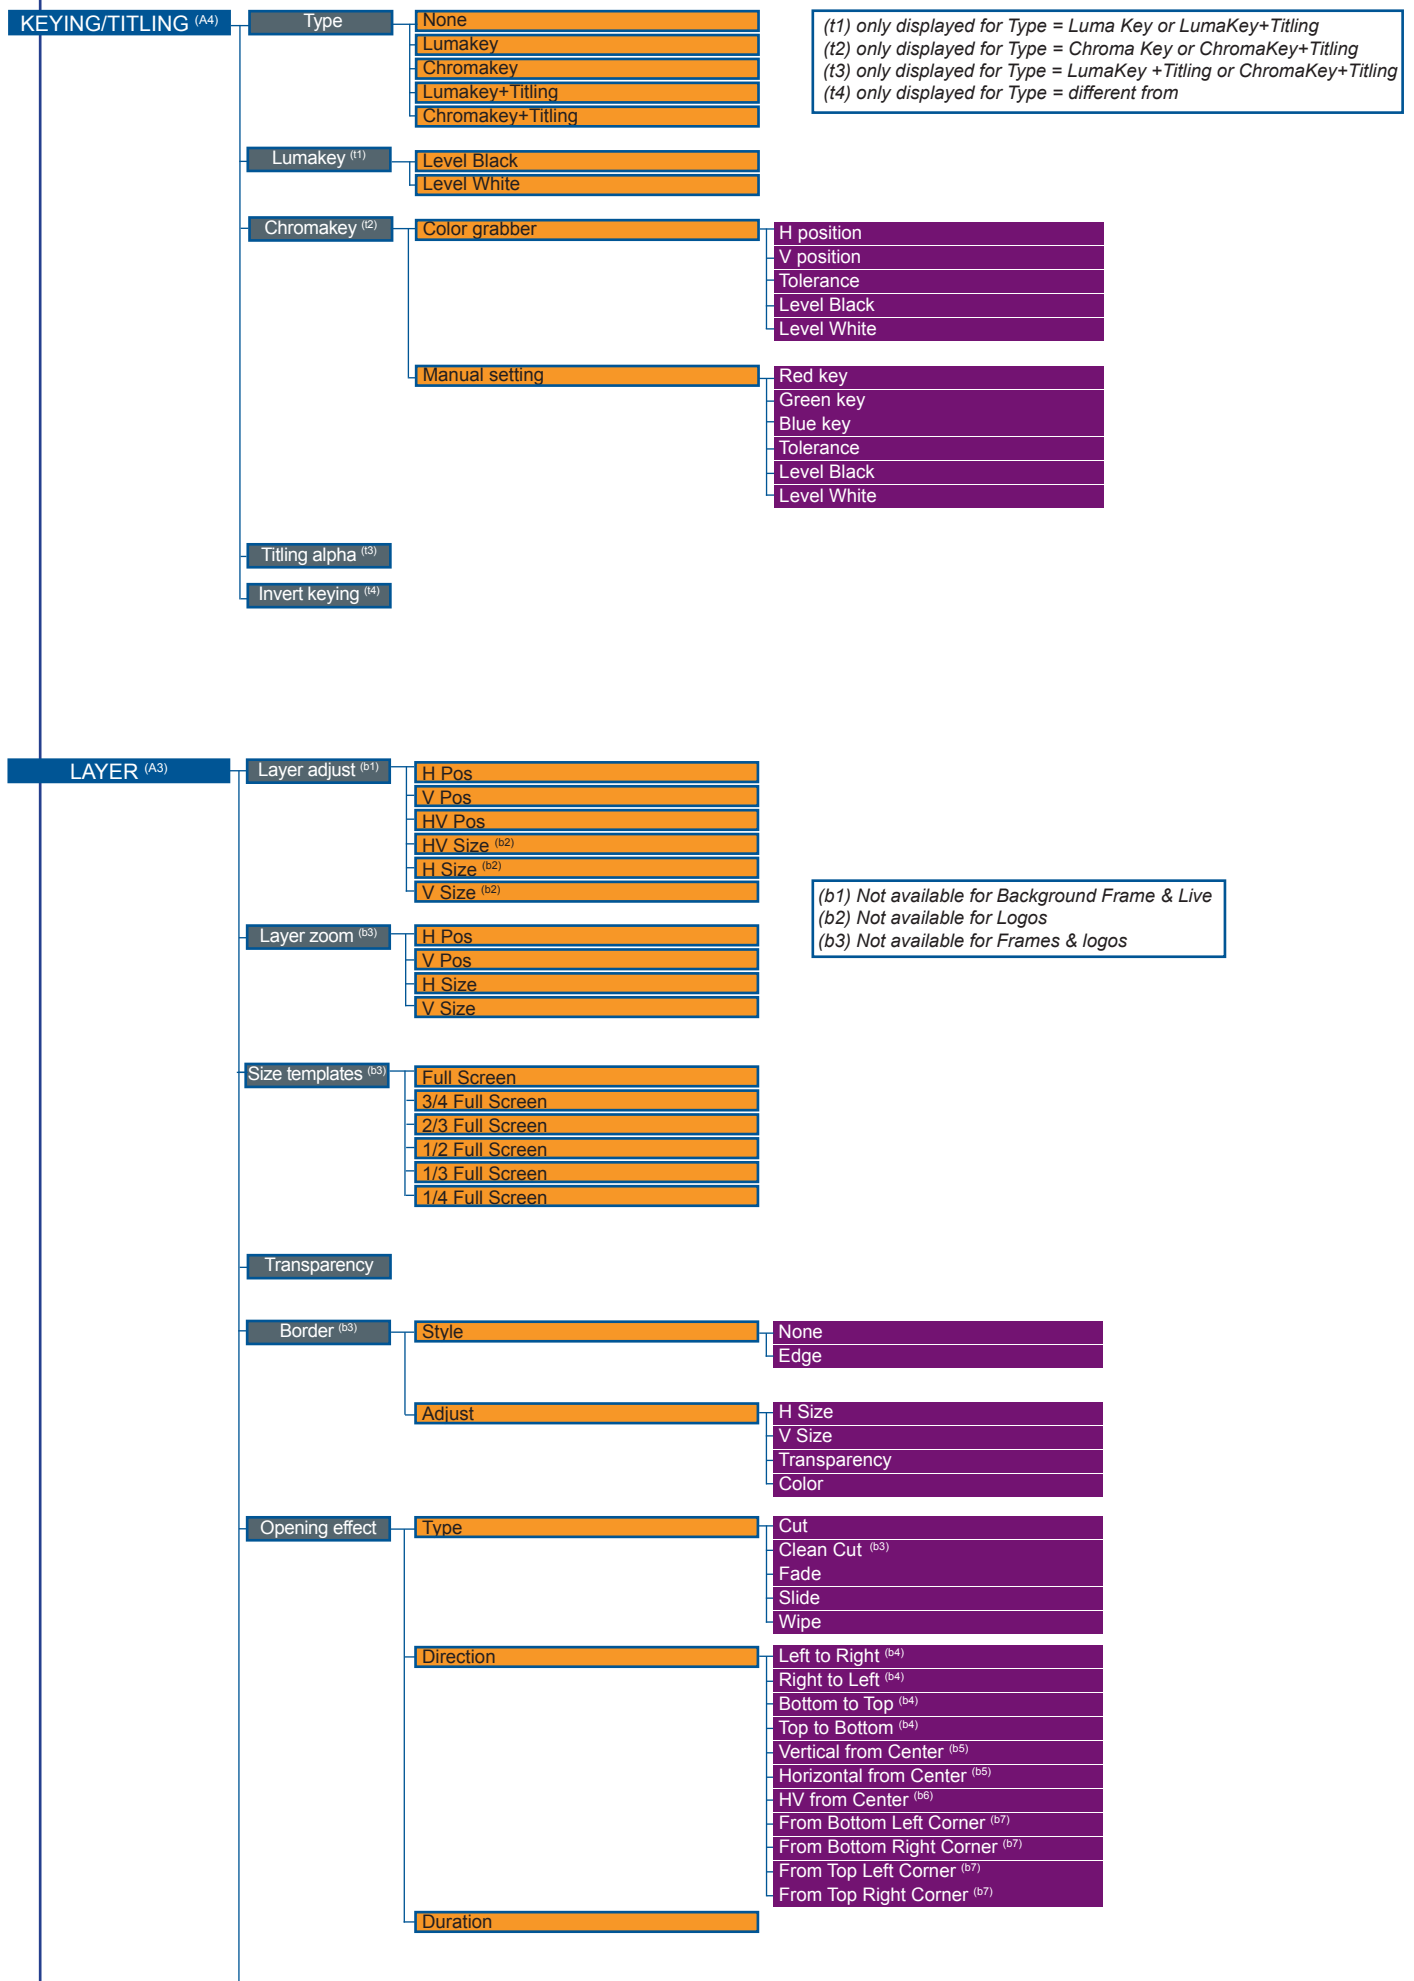 KEYING/TITLING (A4)
Type
None
Lumakey
Chromakey
Lumakey+Titling
Chromakey+Titling
(t1) only displayed for Type = Luma Key or LumaKey+Titling
(t2) only displayed for Type = Chroma Key or ChromaKey+Titling
(t3) only displayed for Type = LumaKey +Titling or ChromaKey+Titling
(t4) only displayed for Type = different from
Lumakey (t1)
Level Black
Level White
Chromakey (t2)
Color grabber
H position
V position
Tolerance
Level Black
Level White
Manual setting
Red key
Green key
Blue key
Tolerance
Level Black
Level White
Titling alpha (t3)
Invert keying (t4)
LAYER (A3)
Layer adjust (b1)
H Pos
V Pos
HV Pos
HV Size (b2)
H Size (b2)
V Size (b2)
(b1) Not available for Background Frame & Live
(b2) Not available for Logos
(b3) Not available for Frames & logos
Layer zoom (b3)
H Pos
V Pos
H Size
V Size
Size templates (b3)
Full Screen
3/4 Full Screen
2/3 Full Screen
1/2 Full Screen
1/3 Full Screen
1/4 Full Screen
Transparency
Border (b3)
Style
None
Edge
Adjust
H Size
V Size
Transparency
Color
Opening effect
Type
Cut
Clean Cut (b3)
Fade
Slide
Wipe
Direction
Left to Right (b4)
Right to Left (b4)
Bottom to Top (b4)
Top to Bottom (b4)
Vertical from Center (b5)
Horizontal from Center (b5)
HV from Center (b6)
From Bottom Left Corner (b7)
From Bottom Right Corner (b7)
From Top Left Corner (b7)
From Top Right Corner (b7)
Duration